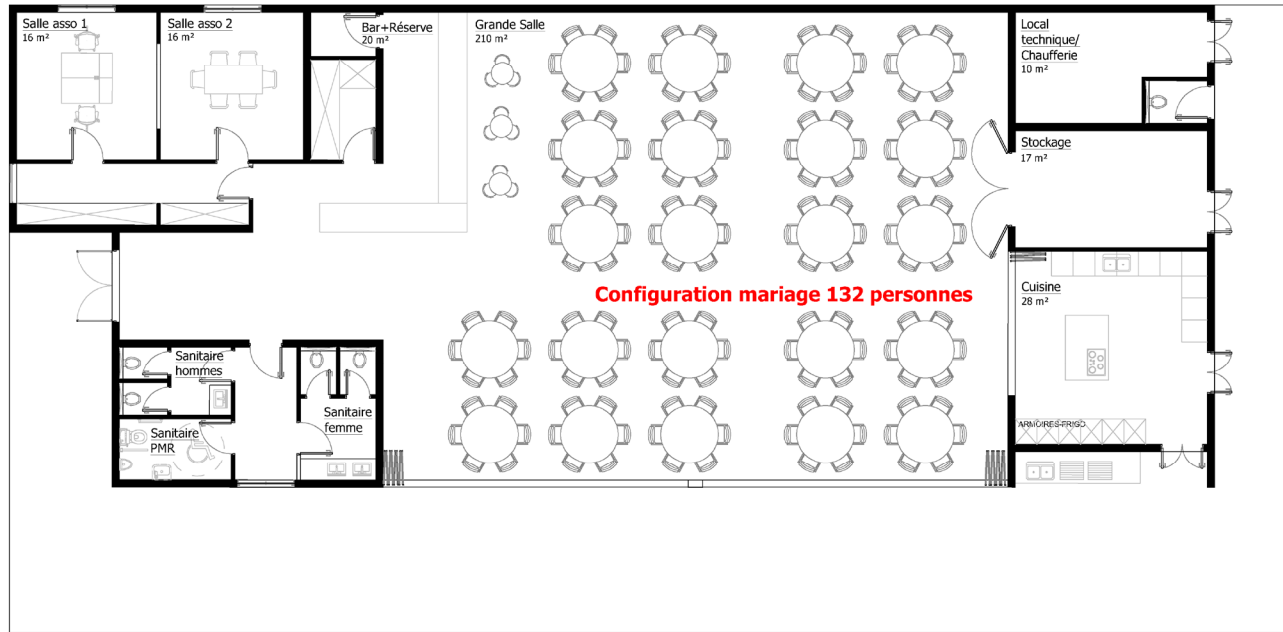 Salle asso 1
16 m²
Salle asso 2
16 m²
Bar+Réserve
20 m²
Grande Salle
210 m²
Local
technique/
Chaufferie
10 m²
Stockage
17 m²
Configuration mariage 132 personnes
Cuisine
28 m²
Sanitaire
hommes
Sanitaire
femme
Sanitaire
PMR
ARMOIRES-FRIGO